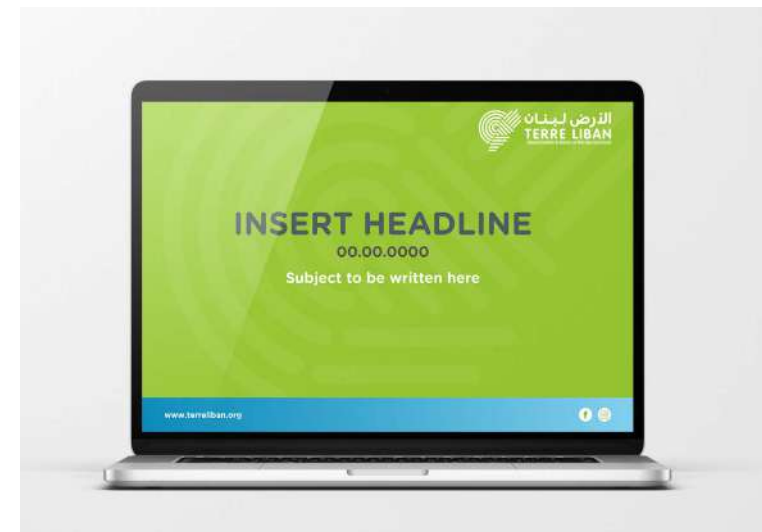 الأرض لبنان
TERRE LIBAN
INSERT HEADLINE
00.00.0000
Subject to be written here
www.terreliban.org
f